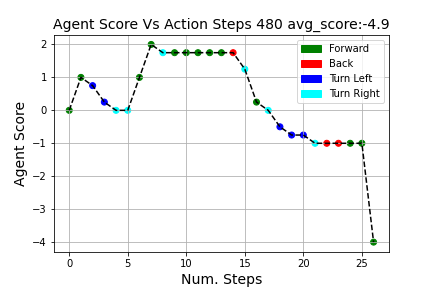 Agent Score Vs Action Steps 480 avg_score:-4.9
Agent Score
2
1
0
−1
−2
−3
−4
Forward
Back
Turn Left
Turn Right
0 5 10 15 20 25
Num. Steps